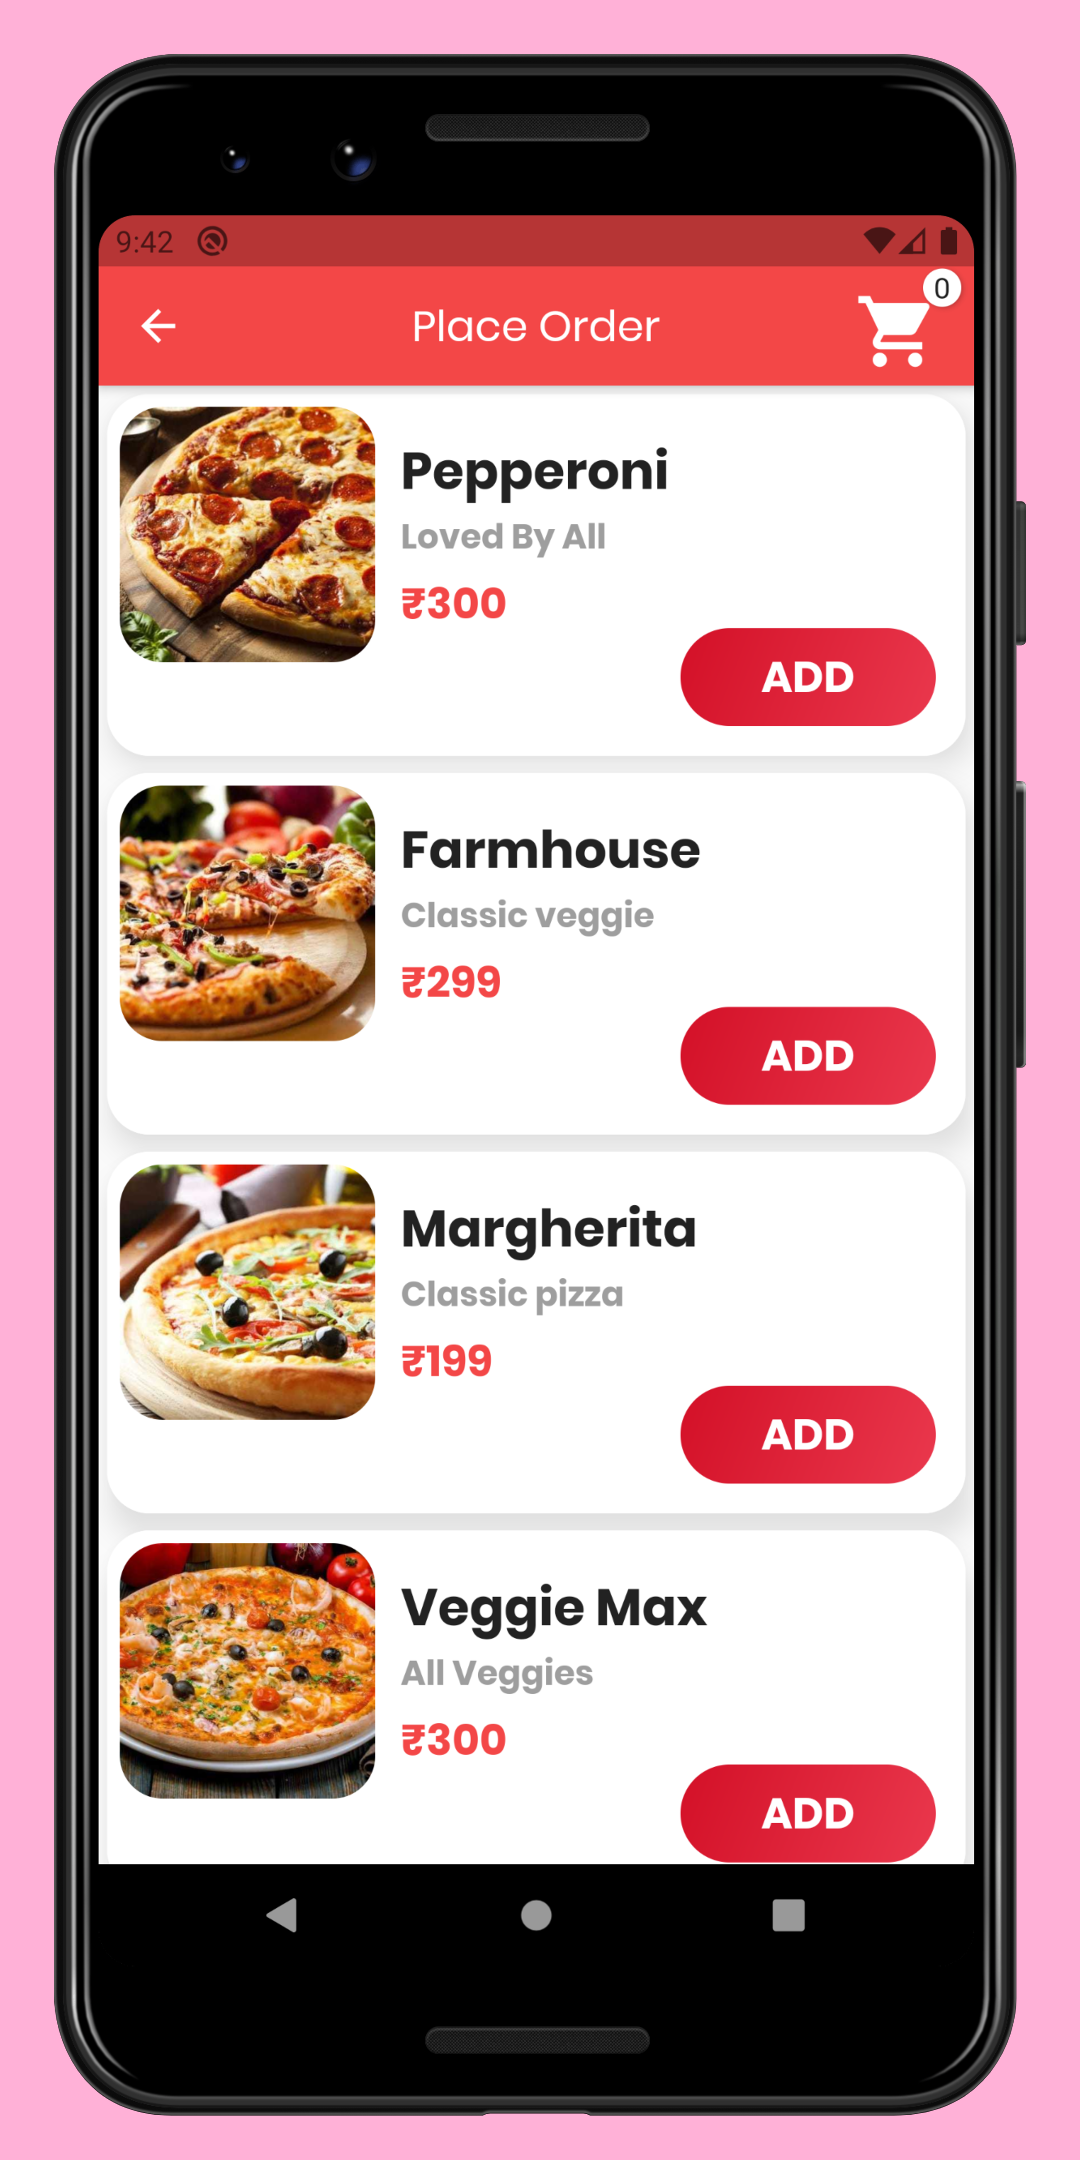 9:42
0
Place Order
Pepperoni
Loved By All
₹300
ADD
Farmhouse
Classic veggie
₹299
ADD
Margherita
Classic pizza
₹199
ADD
Veggie Max
All Veggies
₹300
ADD